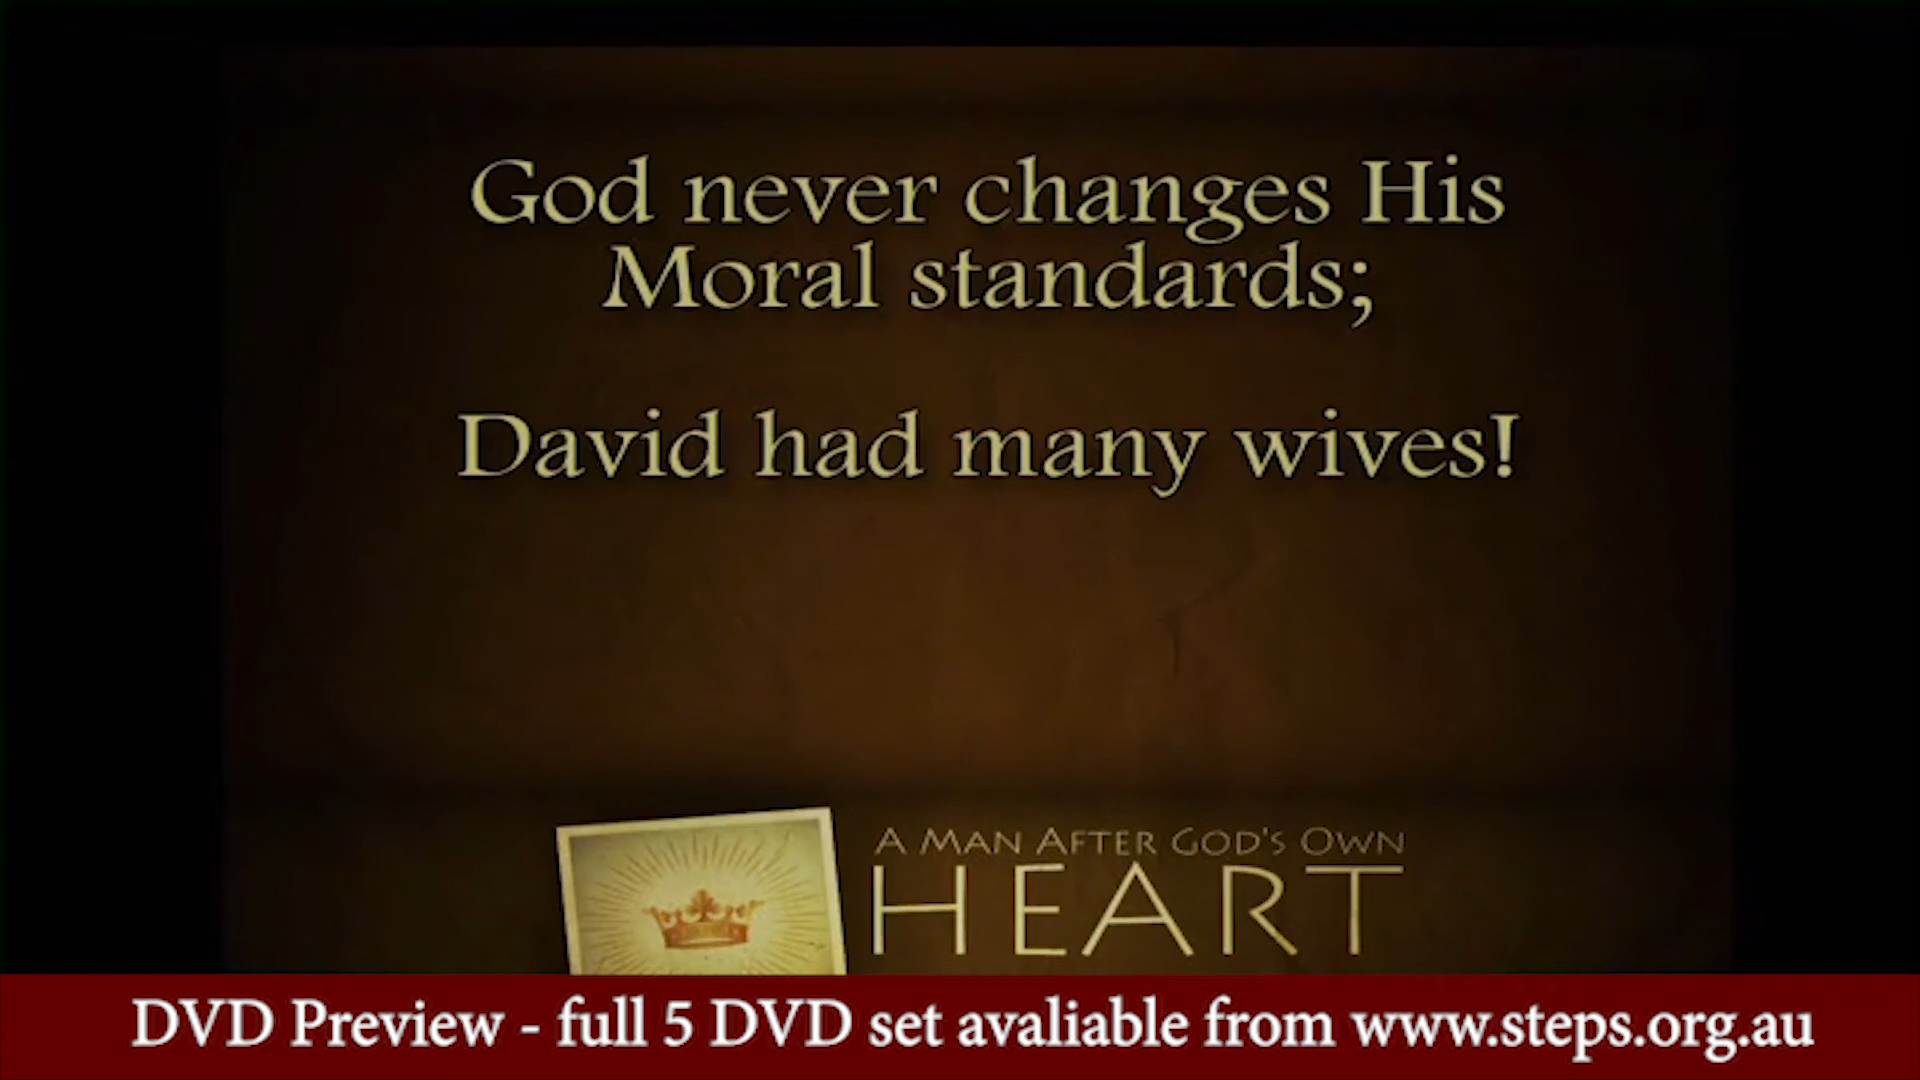 God never changes His
Moral standards;
David had many wives!
A MAN AFTER GOD'S OWN
HEART
DVD Preview - full 5 DVD set avaliable from www.steps.org.au